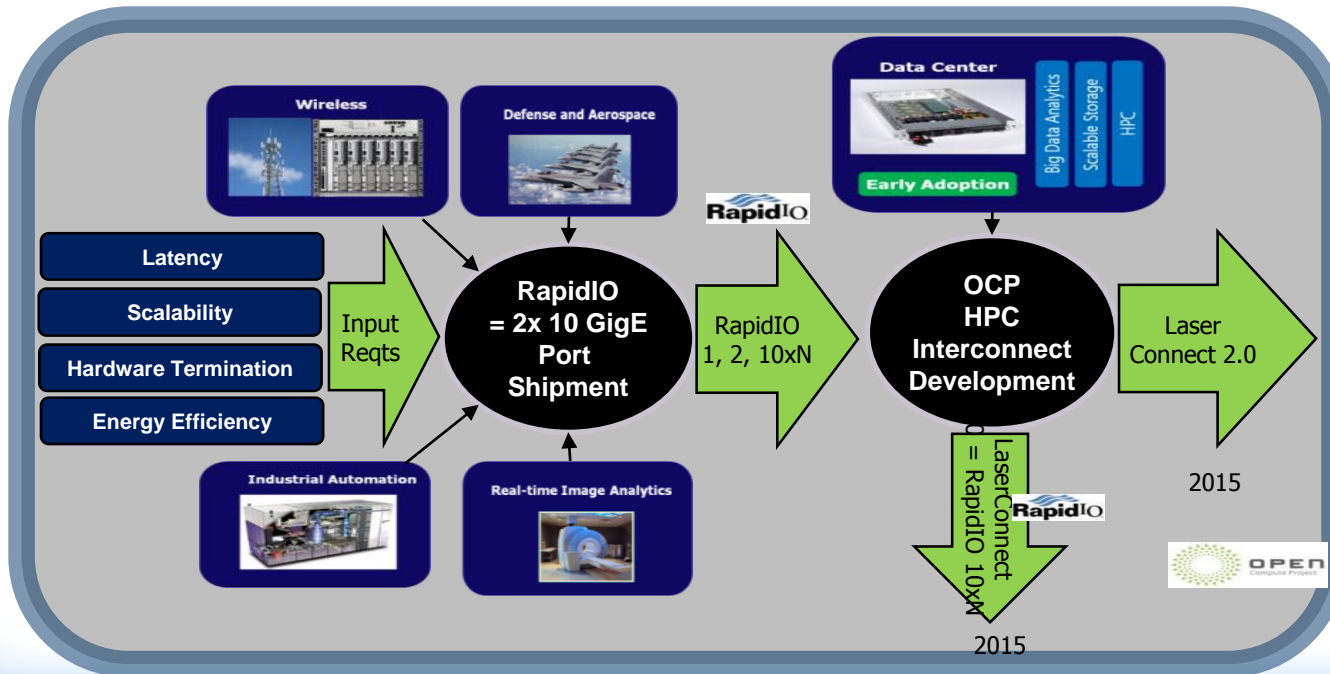 Wireless
Defense and Aerospace
Data Center
Big Data Analytics
Scalable Storage
HPC
Early Adoption
RapidIO
Latency
Scalability
Hardware Termination
Energy Efficiency
Input
Reqts
RapidIO
= 2x 10 GigE
Port
Shipment
RapidIO
1, 2, 10xN
OCP
HPC
Interconnect
Development
Laser
Connect 2.0
LaserConnect
= RapidIO 10xN
RapidIO
2015
Industrial Automation
Real-time Image Analytics
OPEN
Compute Project
2015